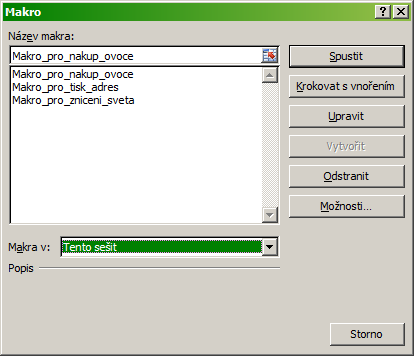 Makro
Název makra:
Makro_pro_nakup_ovoce
Makro_pro_nakup_ovoce
Makro_pro_tisk_adres
Makro_pro_zniceni_sveta
Spustit
Krokovat s vnořením
Upravit
Vytvořit
Odstranit
Možnosti...
Makra v:
Tento sešit
Popis
Storno